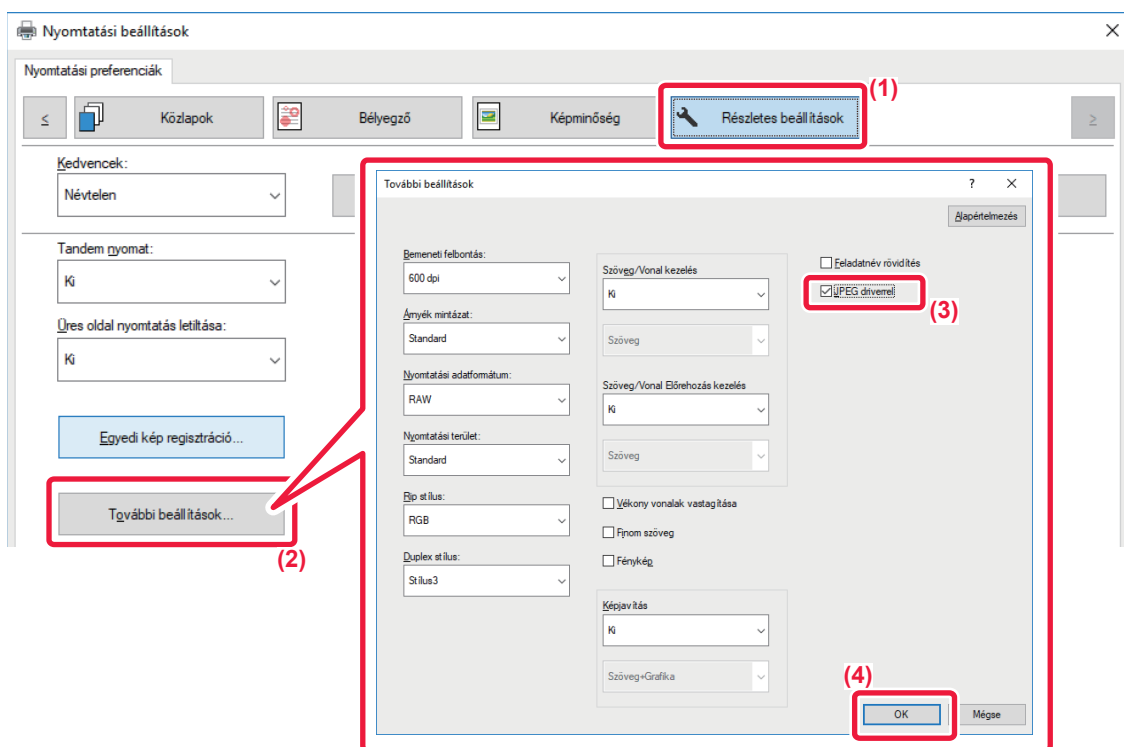 Nyomtatási beállítások
Nyomtatási preferenciák
(1)
<
Közlapok
Bélyegző
Képminőség
Részletes beállítások
>
Kedvencek:
Névtelen
Tandem nyomat:
Ki
Üres oldal nyomtatás letiltása:
Ki
Egyedi kép regisztráció...
További beállítások...
(2)
További beállítások
?
Alapértelmezés
Bemeneti felbontás:
600 dpi
Árnyék mintázat:
Standard
Nyomtatási adatformátum:
RAW
Nyomtatási terület:
Standard
Rip stílus:
RGB
Duplex stílus:
Stílus3
Szöveg/Vonal kezelés
Ki
Szöveg
Szöveg/Vonal Előrehozás kezelés
Ki
Szöveg
Vékony vonalak vastagítása
Finom szöveg
Fénykép
Képjavítás
Ki
Szöveg+Grafika
Feladatnév rövidítés
JPEG driverrel
(3)
(4)
OK
Mégse